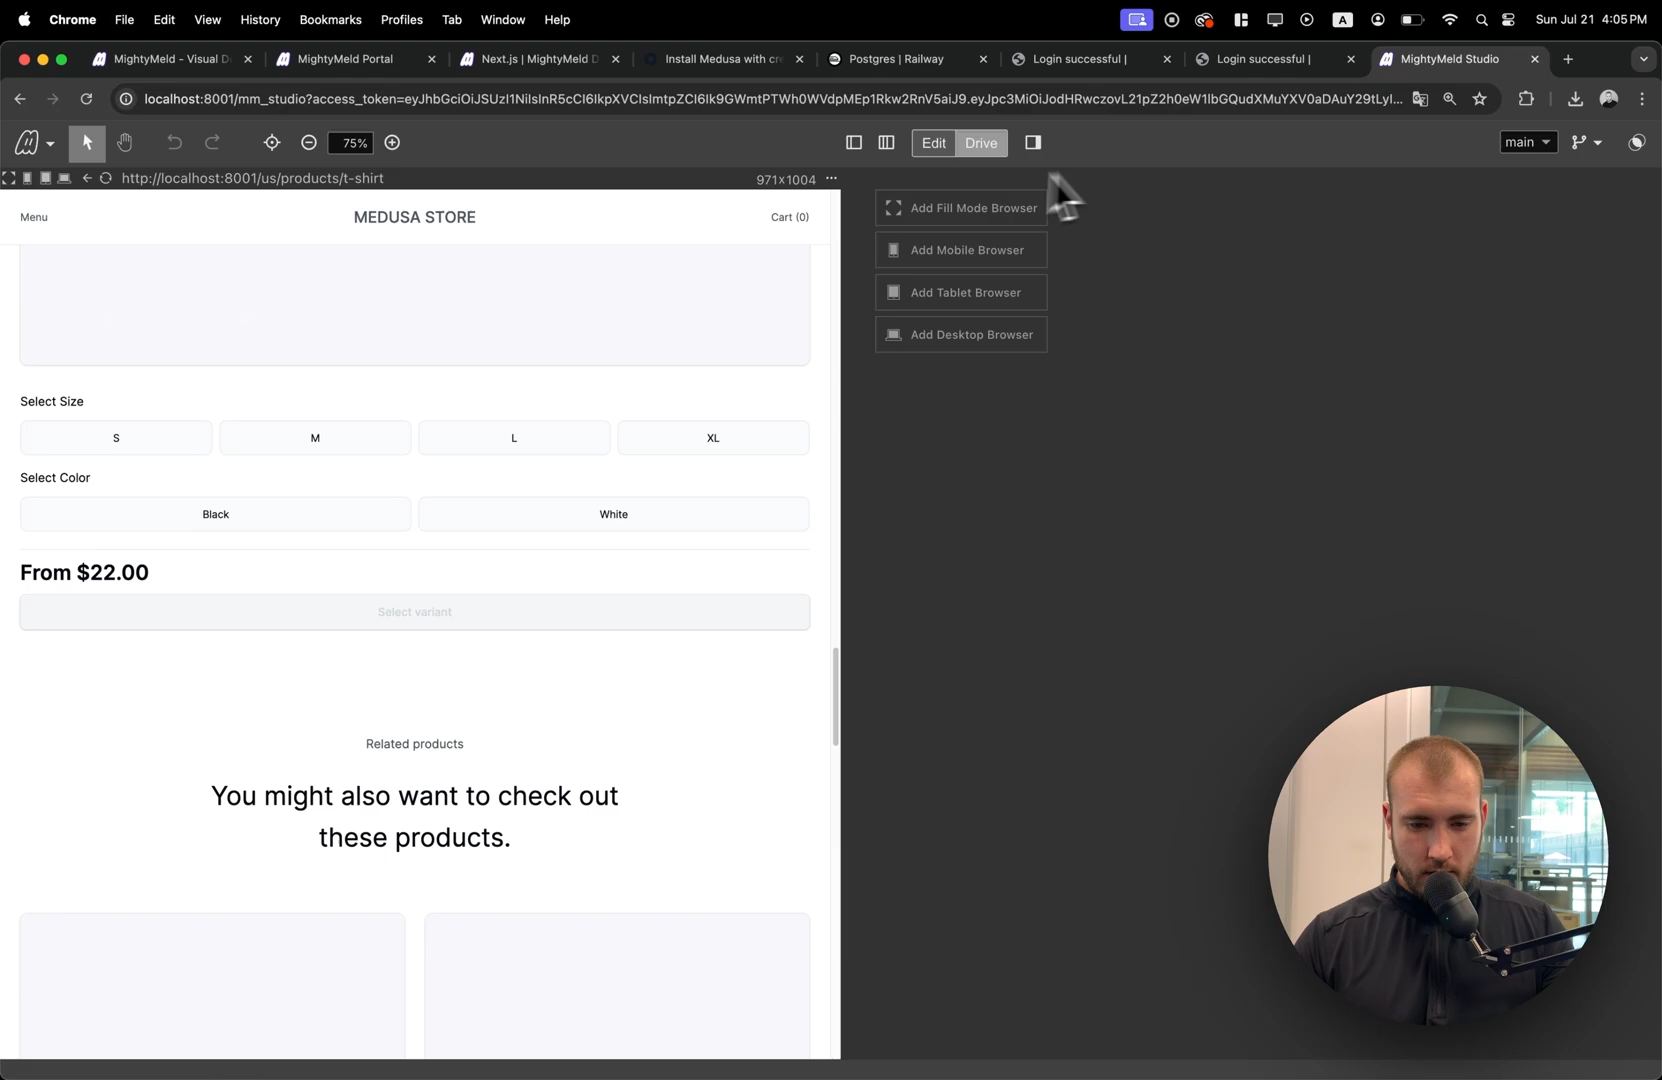 Chrome File Edit View History Bookmarks Profiles Tab Window Help A Sun Jul 21 4:05 PM
MightyMeld - Visual D MightyMeld Portal Next.js | MightyMeld D Install Medusa with cre Postgres | Railway Login successful | Login successful | MightyMeld Studio
localhost:8001/mm_studio?access_token=eyJhbGciOiJSUzI1NiIsInR5cCI6IkpXVCIsImtpZCI6Ik9GWmtPTWh0WVdpMEp1Rkw2RnV5aiJ9.eyJpc3MiOiJodHRwczovL21pZ2h0eW1lbGQudXMuYXV0aDAuY29tLyI...
75% Edit Drive main
http://localhost:8001/us/products/t-shirt 971x1004 ...
Menu MEDUSA STORE Cart (0)
Add Fill Mode Browser
Add Mobile Browser
Add Tablet Browser
Add Desktop Browser
Select Size
S M L XL
Select Color
Black White
From $22.00
Select variant
Related products
You might also want to check out
these products.